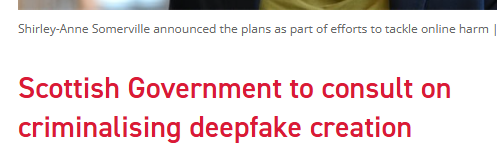 Shirley-Anne Somerville announced the plans as part of efforts to tackle online harm |
Scottish Government to consult on
criminalising deepfake creation